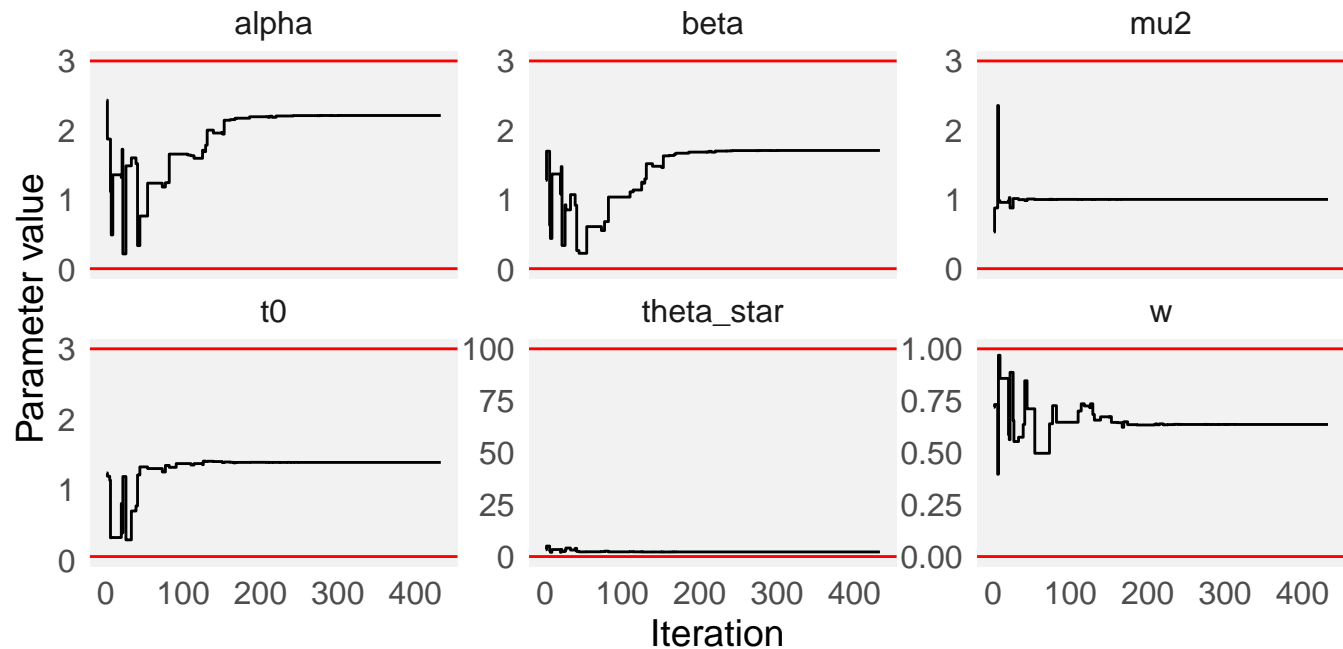 alpha beta mu2
3 3 3
2 2 2
1 1 1
0 0 0
Parameter value
t0 theta_star w
3 100 1.00
2 75 0.75
50 0.50
1 25 0.25
0 0 0.00
0 100 200 300 400 0 100 200 300 400 0 100 200 300 400
Iteration